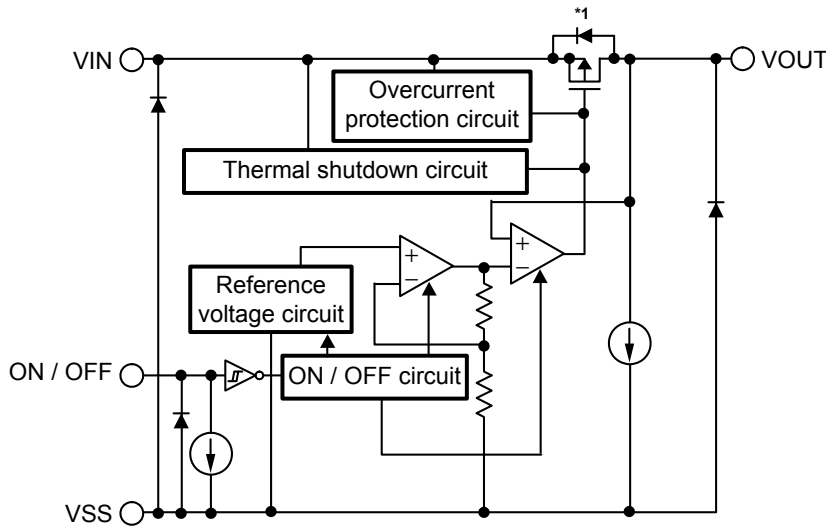 *1
VIN
VOUT
Overcurrent
protection circuit
Thermal shutdown circuit
+
−
+
−
Reference
voltage circuit
ON / OFF
ON / OFF circuit
VSS